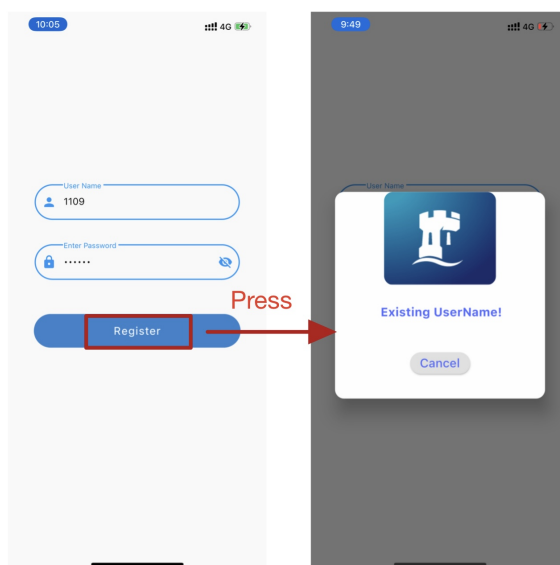 10:05
4G
User Name
1109
Enter Password
······
Register
Press
9:49
4G
User Name
Existing UserName!
Cancel